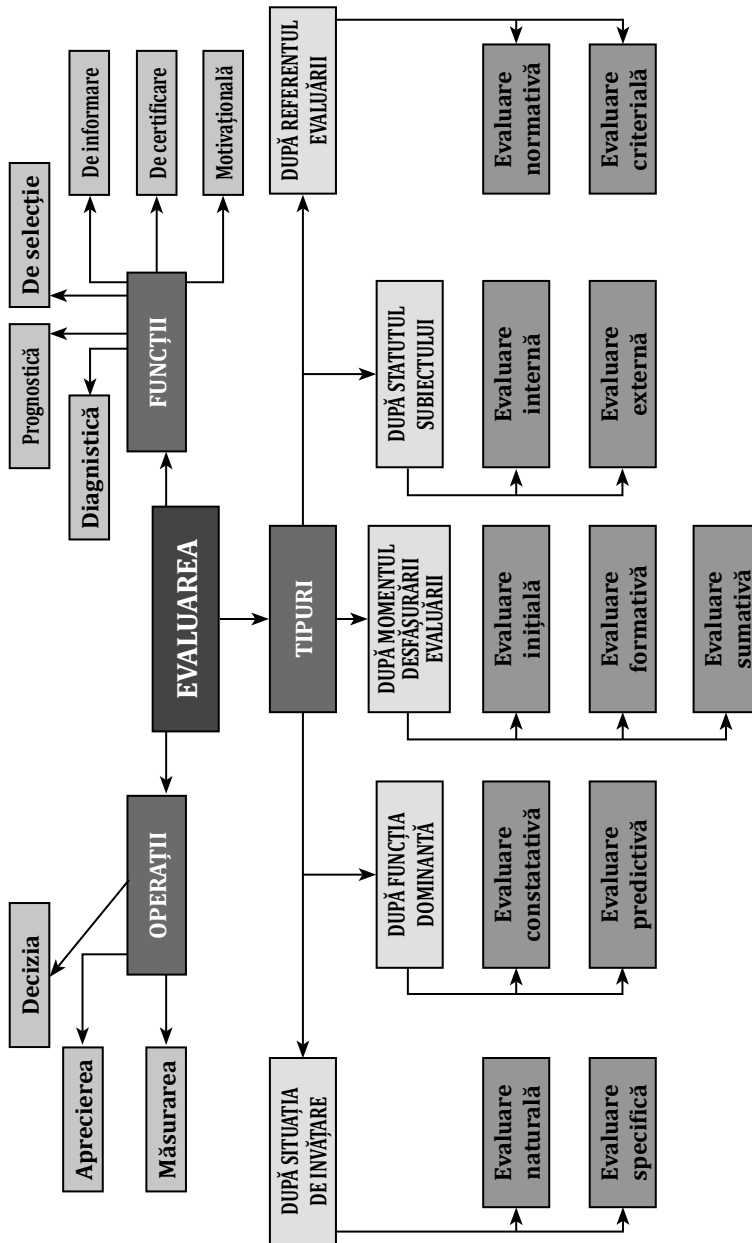 Decizia
Prognostică
De selecție
Aprecierea
Diagnistică
De informare
Măsurarea
OPERAȚII
EVALUAREA
FUNCȚII
De certificare
Motivațională
TIPURI
DUPĂ SITUAȚIA
DE INVĂȚARE
DUPĂ FUNCȚIA
DOMINANTĂ
DUPĂ MOMENTUL
DESFĂȘURĂRII
EVALUĂRII
DUPĂ STATUTUL
SUBIECTULUI
DUPĂ REFERENTUL
EVALUĂRII
Evaluare
naturală
Evaluare
constatativă
Evaluare
inițială
Evaluare
internă
Evaluare
normativă
Evaluare
specifică
Evaluare
predictivă
Evaluare
formativă
Evaluare
externă
Evaluare
criterială
Evaluare
sumativă